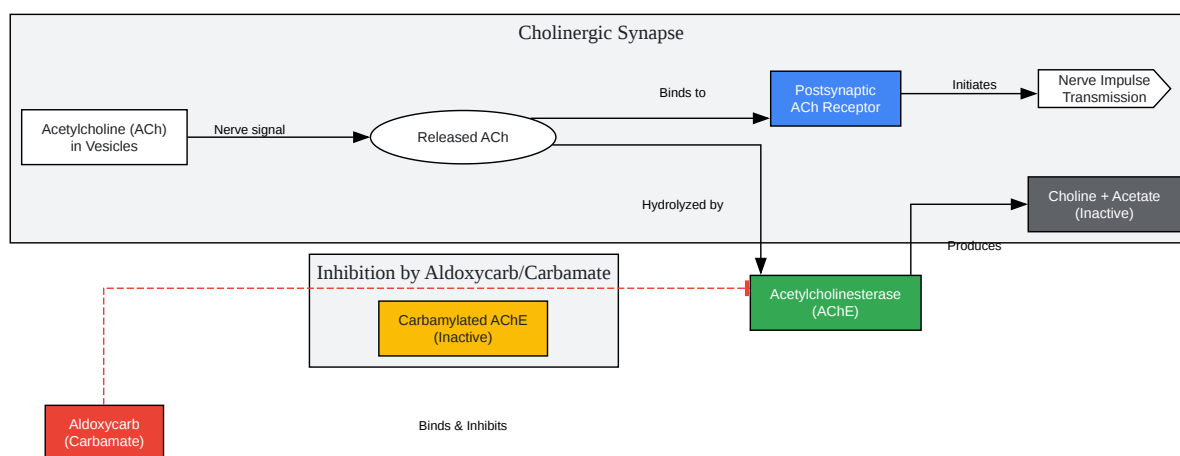 Cholinergic Synapse
Postsynaptic
ACh Receptor
Binds to
Initiates
Nerve Impulse
Transmission
Acetylcholine (ACh)
in Vesicles
Nerve signal
Released ACh
Hydrolyzed by
Choline + Acetate
(Inactive)
Produces
Inhibition by Aldoxycarb/Carbamate
Carbamylated AChE
(Inactive)
Acetylcholinesterase
(AChE)
Aldoxycarb
(Carbamate)
Binds & Inhibits